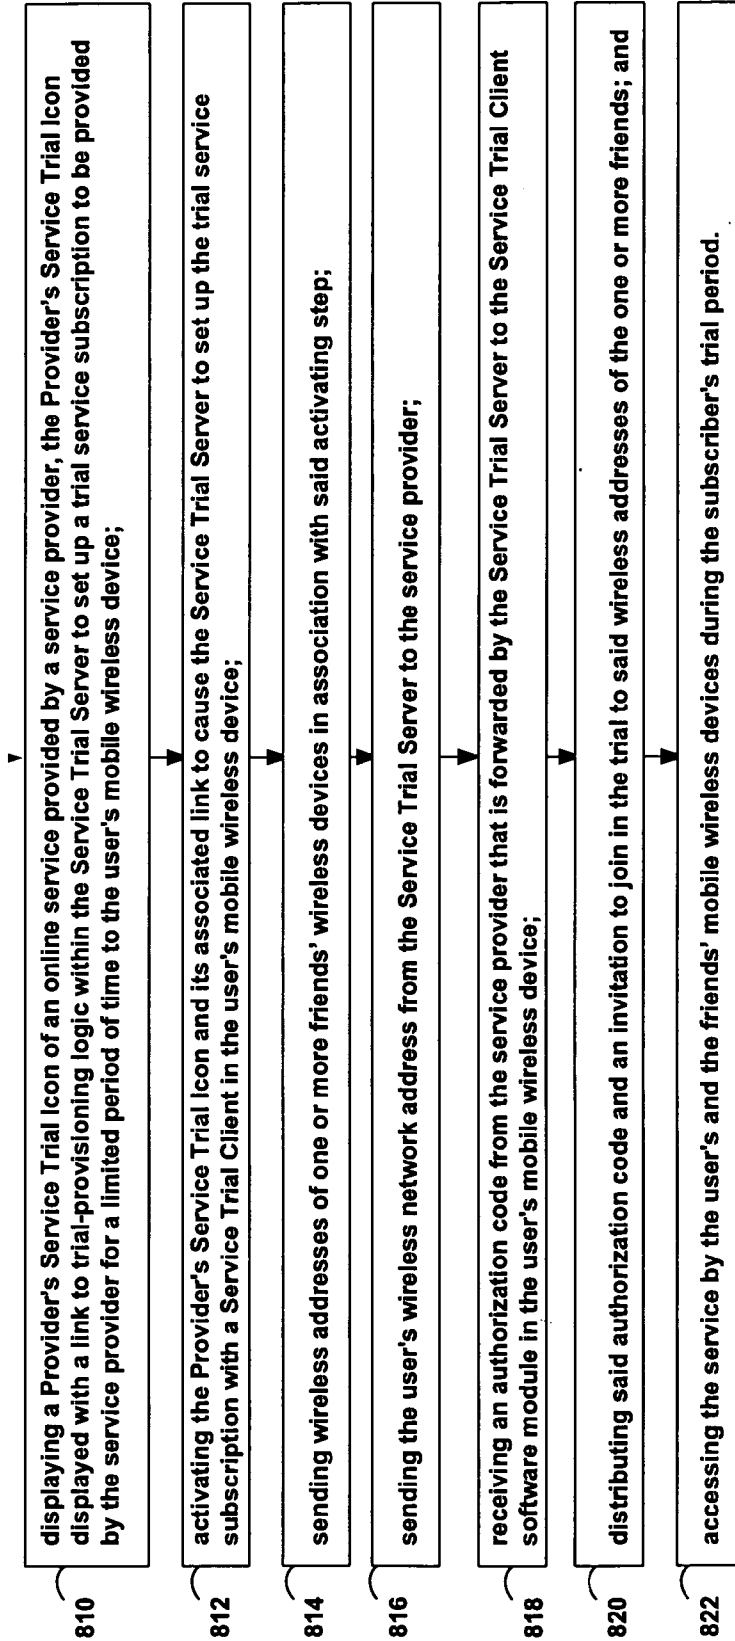 810
displaying a Provider's Service Trial Icon of an online service provided by a service provider, the Provider's Service Trial Icon
displayed with a link to trial-provisioning logic within the Service Trial Server to set up a trial service subscription to be provided
by the service provider for a limited period of time to the user's mobile wireless device;
812
activating the Provider's Service Trial Icon and its associated link to cause the Service Trial Server to set up the trial service
subscription with a Service Trial Client in the user's mobile wireless device;
814
sending wireless addresses of one or more friends' wireless devices in association with said activating step;
816
sending the user's wireless network address from the Service Trial Server to the service provider;
818
receiving an authorization code from the service provider that is forwarded by the Service Trial Server to the Service Trial Client
software module in the user's mobile wireless device;
820
distributing said authorization code and an invitation to join in the trial to said wireless addresses of the one or more friends; and
822
accessing the service by the user's and the friends' mobile wireless devices during the subscriber's trial period.